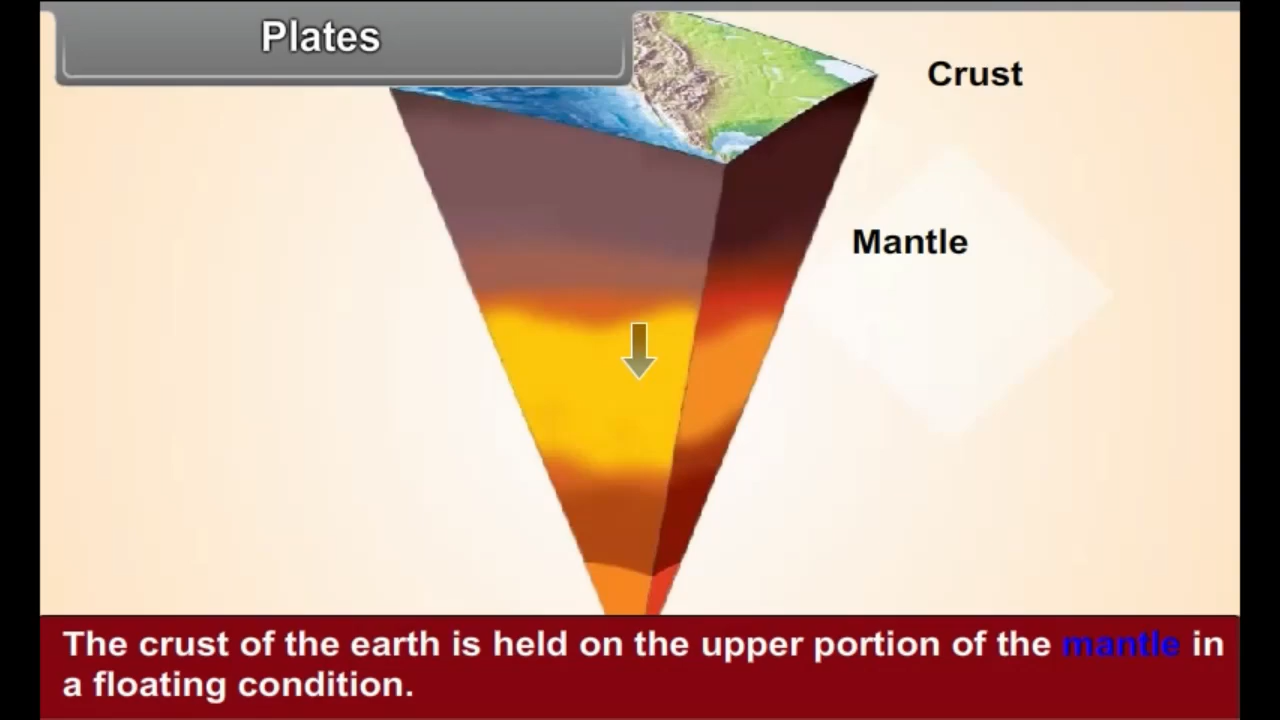 Plates
Crust
Mantle
The crust of the earth is held on the upper portion of the mantle in
a floating condition.